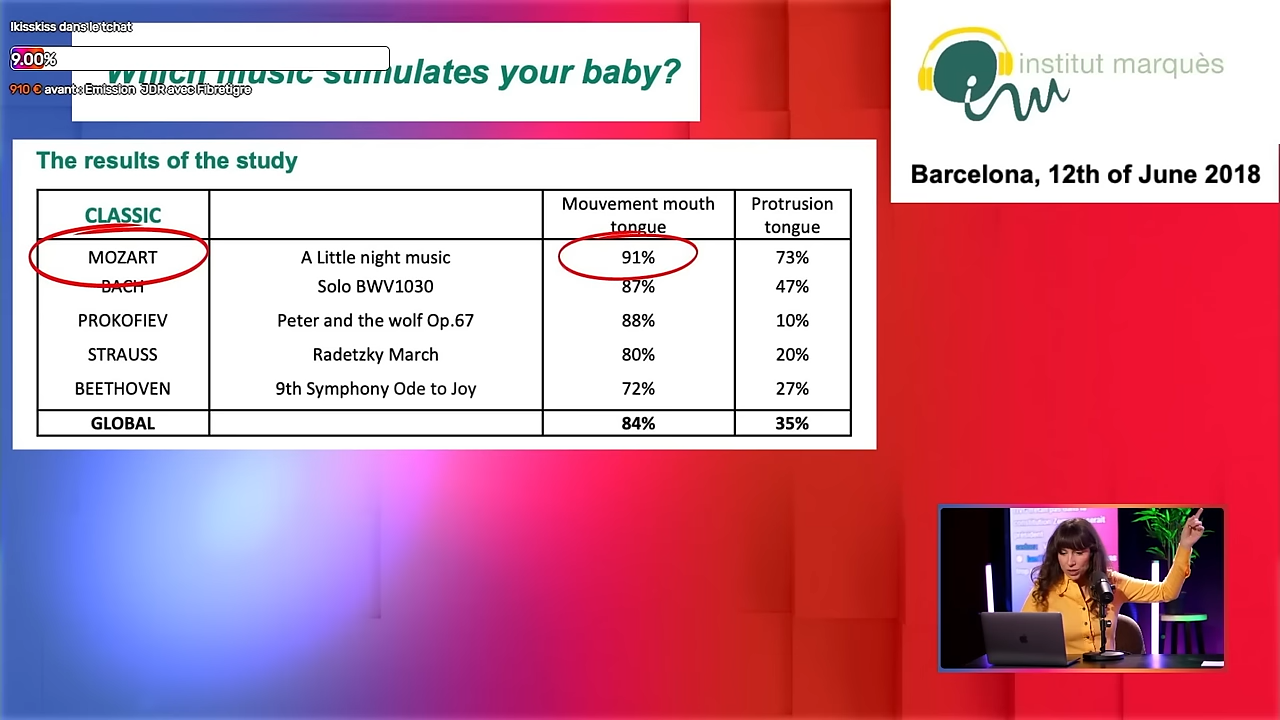 Ikisskiss dans le tchat
9.00%
910 € avant : Emission JDR avec Fibretigre
Which music stimulates your baby?
institut marquès
Barcelona, 12th of June 2018
The results of the study
CLASSIC Mouvement mouth tongue Protrusion tongue
MOZART A Little night music 91% 73%
BACH Solo BWV1030 87% 47%
PROKOFIEV Peter and the wolf Op.67 88% 10%
STRAUSS Radetzky March 80% 20%
BEETHOVEN 9th Symphony Ode to Joy 72% 27%
GLOBAL 84% 35%